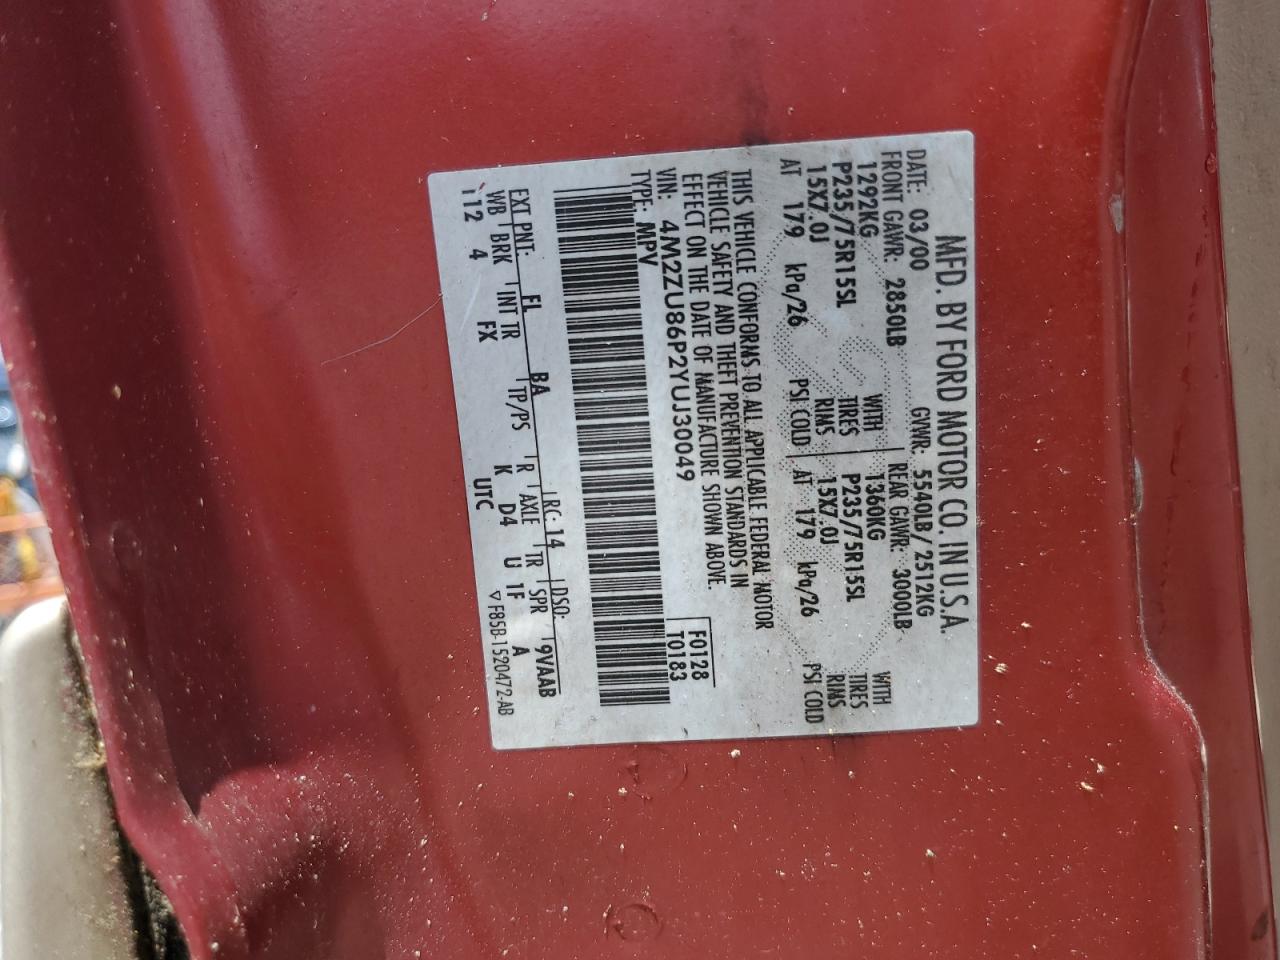 MFD. BY FORD MOTOR CO. IN U.S.A.
DATE: 03/00 GVWR: 5540LB/ 2512KG
FRONT GAWR: 2850LB REAR GAWR: 3000LB
1292KG WITH 1360KG WITH
P235/75R15SL TIRES P235/75R15SL TIRES
15X7.0J RIMS 15X7.0J RIMS
AT 179 kPa/26 PSI COLD AT 179 kPa/26 PSI COLD
THIS VEHICLE CONFORMS TO ALL APPLICABLE FEDERAL MOTOR
VEHICLE SAFETY AND THEFT PREVENTION STANDARDS IN
EFFECT ON THE DATE OF MANUFACTURE SHOWN ABOVE.
VIN: 4M2ZU86P2YUJ30049 F0128
TYPE: MPV T0183
EXT PNT: EL BA RC: 14 DSO: 9VAAB
WB BRK INT TR TP/PS R AXLE TR SPR
112 4 FX K D4 U 1F A
UTC ▽F85B-1520472-AB